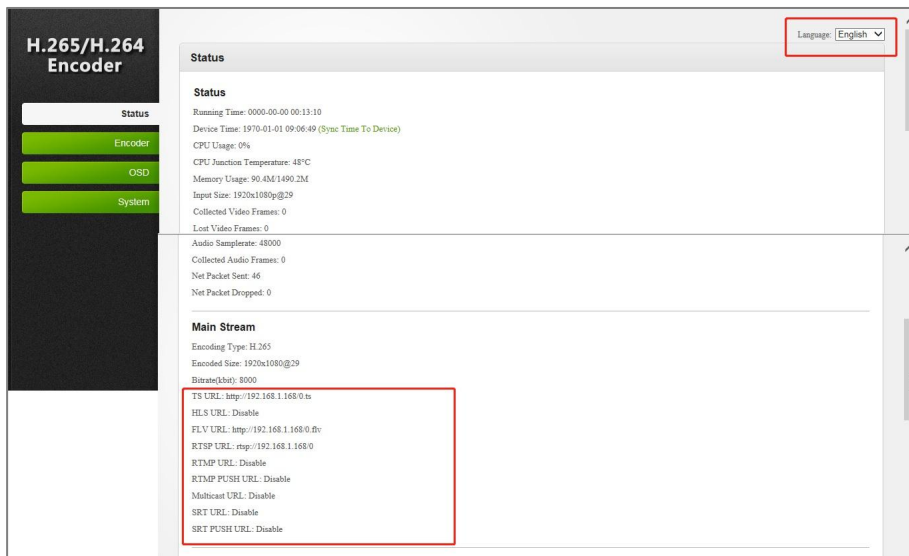 H.265/H.264
Encoder
Status
Encoder
OSD
System
Language: English
Status
Status
Running Time: 0000-00-00 00:13:10
Device Time: 1970-01-01 09:06:49 (Sync Time To Device)
CPU Usage: 0%
CPU Junction Temperature: 48°C
Memory Usage: 90.4M/1490.2M
Input Size: 1920x1080p@29
Collected Video Frames: 0
Lost Video Frames: 0
Audio Samplerate: 48000
Collected Audio Frames: 0
Net Packet Sent: 46
Net Packet Dropped: 0
Main Stream
Encoding Type: H.265
Encoded Size: 1920x1080@29
Bitrate(kbit): 8000
TS URL: http://192.168.1.168/0.ts
HLS URL: Disable
FLV URL: http://192.168.1.168/0.flv
RTSP URL: rtsp://192.168.1.168/0
RTMP URL: Disable
RTMP PUSH URL: Disable
Multicast URL: Disable
SRT URL: Disable
SRT PUSH URL: Disable